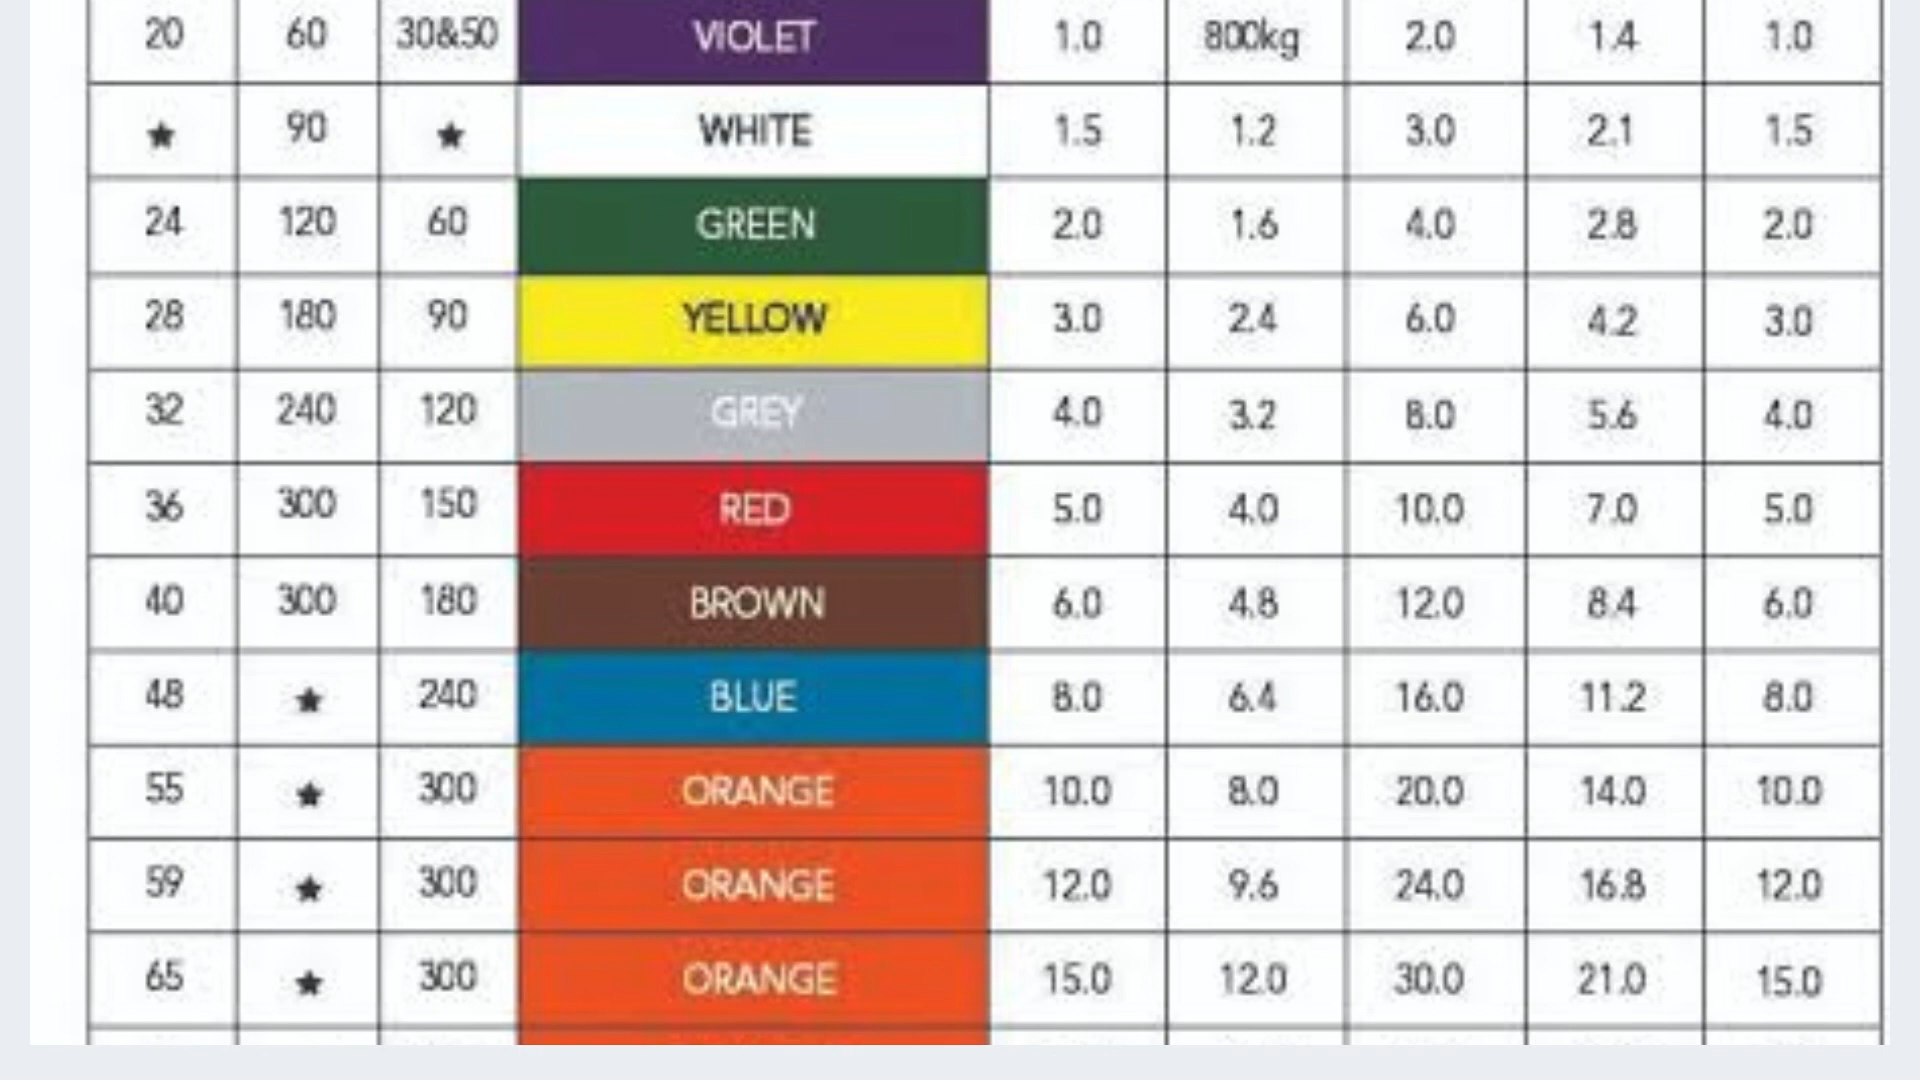 20 60 30&50 VIOLET 1.0 800kg 2.0 1.4 1.0
★ 90 ★ WHITE 1.5 1.2 3.0 2.1 1.5
24 120 60 GREEN 2.0 1.6 4.0 2.8 2.0
28 180 90 YELLOW 3.0 2.4 6.0 4.2 3.0
32 240 120 GREY 4.0 3.2 8.0 5.6 4.0
36 300 150 RED 5.0 4.0 10.0 7.0 5.0
40 300 180 BROWN 6.0 4.8 12.0 8.4 6.0
48 ★ 240 BLUE 8.0 6.4 16.0 11.2 8.0
55 ★ 300 ORANGE 10.0 8.0 20.0 14.0 10.0
59 ★ 300 ORANGE 12.0 9.6 24.0 16.8 12.0
65 ★ 300 ORANGE 15.0 12.0 30.0 21.0 15.0